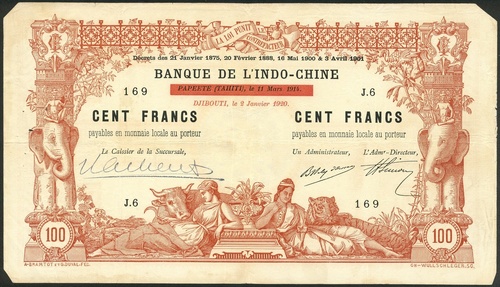 LA LOI PUNIT LE CONTREFACTEUR
Décrets des 21 Janvier 1875, 20 Février 1888, 16 Mai 1900 & 3 Avril 1901
BANQUE DE L'INDO-CHINE
169 PAPEETE (TAHITI), le 11 Mars 1914. J.6
DJIBOUTI, le 2 Janvier 1920.
CENT FRANCS CENT FRANCS
payables en monnaie locale au porteur payables en monnaie locale au porteur
Le Caissier de la Succursale, Un Administrateur, L'Admr-Directeur,
J.6 169
100 100